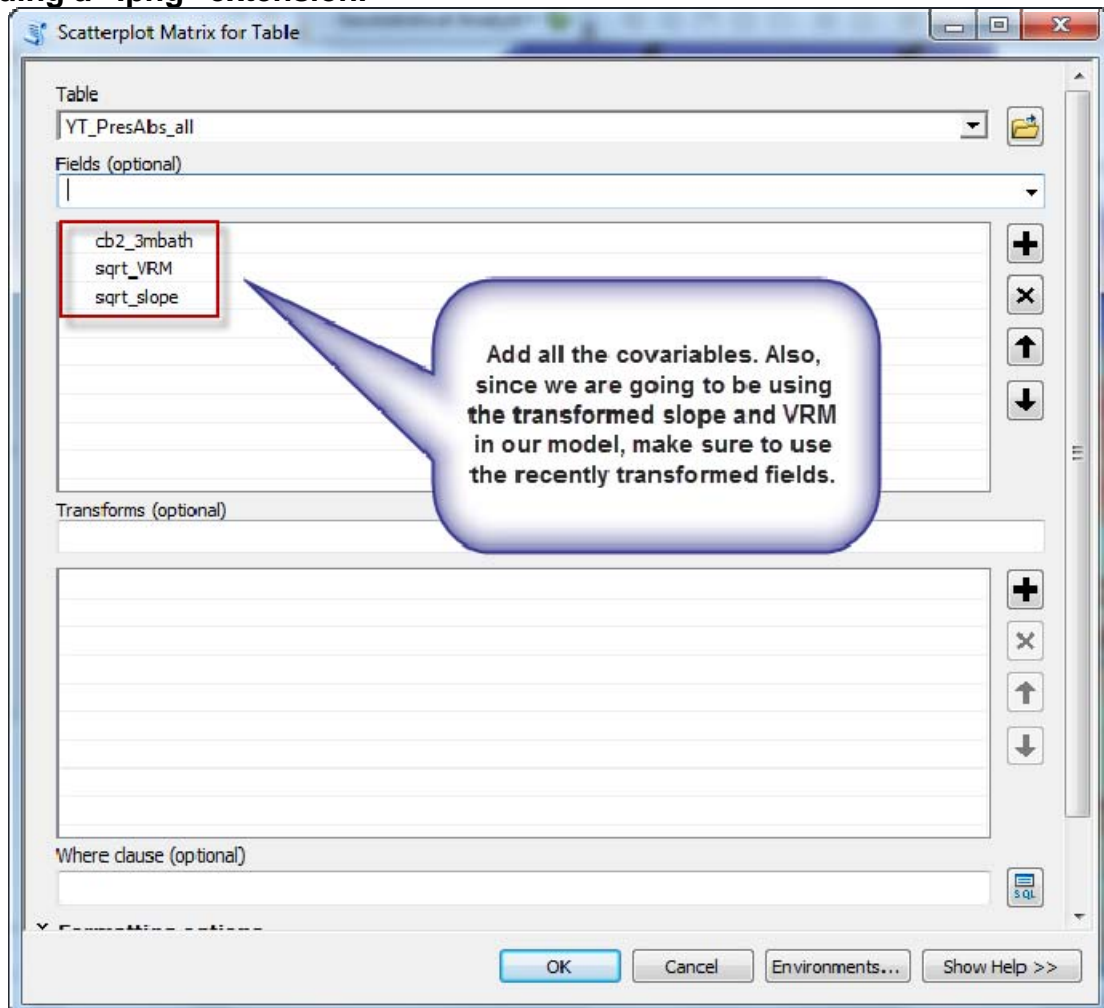 Scatterplot Matrix for Table
Table
YT_PresAbs_all
Fields (optional)
cb2_3mbath
sqrt_VRM
sqrt_slope
Add all the covariables. Also,
since we are going to be using
the transformed slope and VRM
in our model, make sure to use
the recently transformed fields.
Transforms (optional)
Where clause (optional)
SQL
OK
Cancel
Environments...
Show Help >>